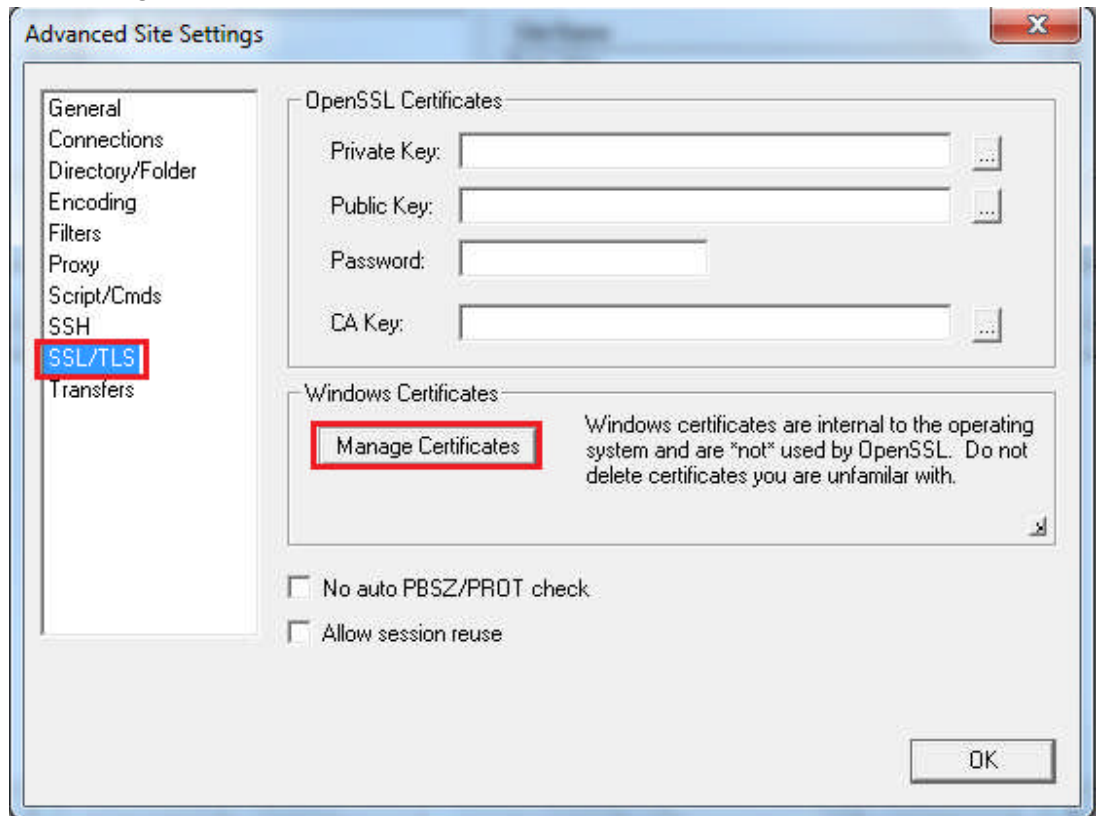 Advanced Site Settings
General
Connections
Directory/Folder
Encoding
Filters
Proxy
Script/Cmds
SSH
SSL/TLS
Transfers
OpenSSL Certificates
Private Key:
...
Public Key:
...
Password:
CA Key:
...
Windows Certificates
Manage Certificates
Windows certificates are internal to the operating
system and are *not* used by OpenSSL. Do not
delete certificates you are unfamilar with.
No auto PBSZ/PROT check
Allow session reuse
OK